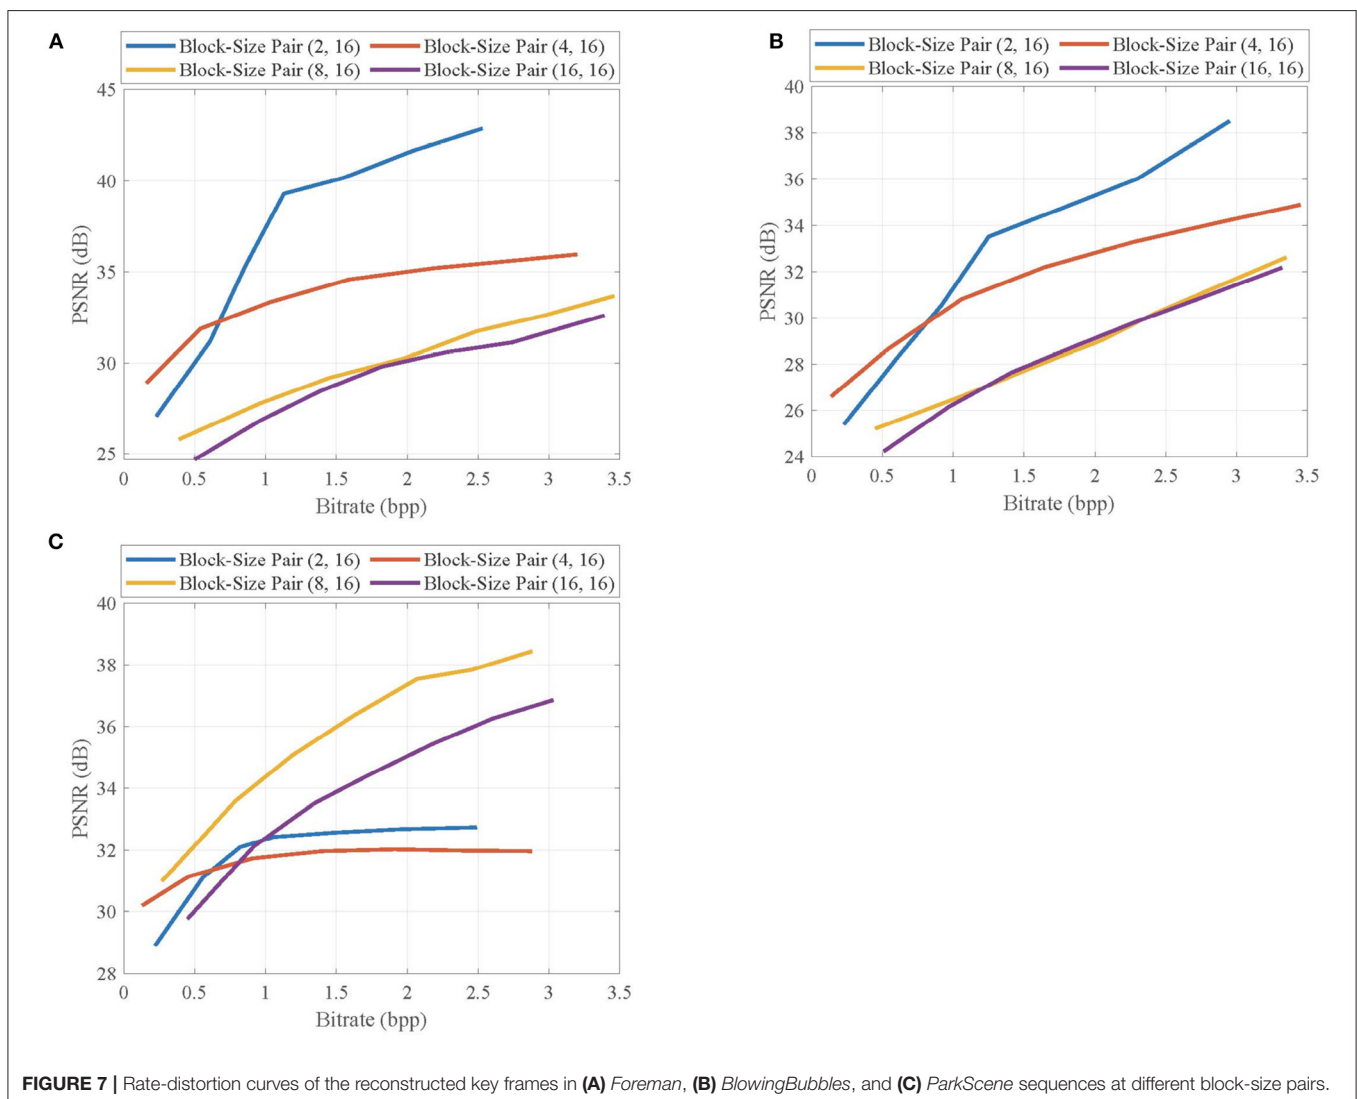 A
Block-Size Pair (2, 16) Block-Size Pair (4, 16)
Block-Size Pair (8, 16) Block-Size Pair (16, 16)
45
40
35
30
25
PSNR (dB)
0 0.5 1 1.5 2 2.5 3 3.5
Bitrate (bpp)
B
Block-Size Pair (2, 16) Block-Size Pair (4, 16)
Block-Size Pair (8, 16) Block-Size Pair (16, 16)
40
38
36
34
32
30
28
26
24
PSNR (dB)
0 0.5 1 1.5 2 2.5 3 3.5
Bitrate (bpp)
C
Block-Size Pair (2, 16) Block-Size Pair (4, 16)
Block-Size Pair (8, 16) Block-Size Pair (16, 16)
40
38
36
34
32
30
28
PSNR (dB)
0 0.5 1 1.5 2 2.5 3 3.5
Bitrate (bpp)
FIGURE 7 | Rate-distortion curves of the reconstructed key frames in (A) Foreman, (B) BlowingBubbles, and (C) ParkScene sequences at different block-size pairs.